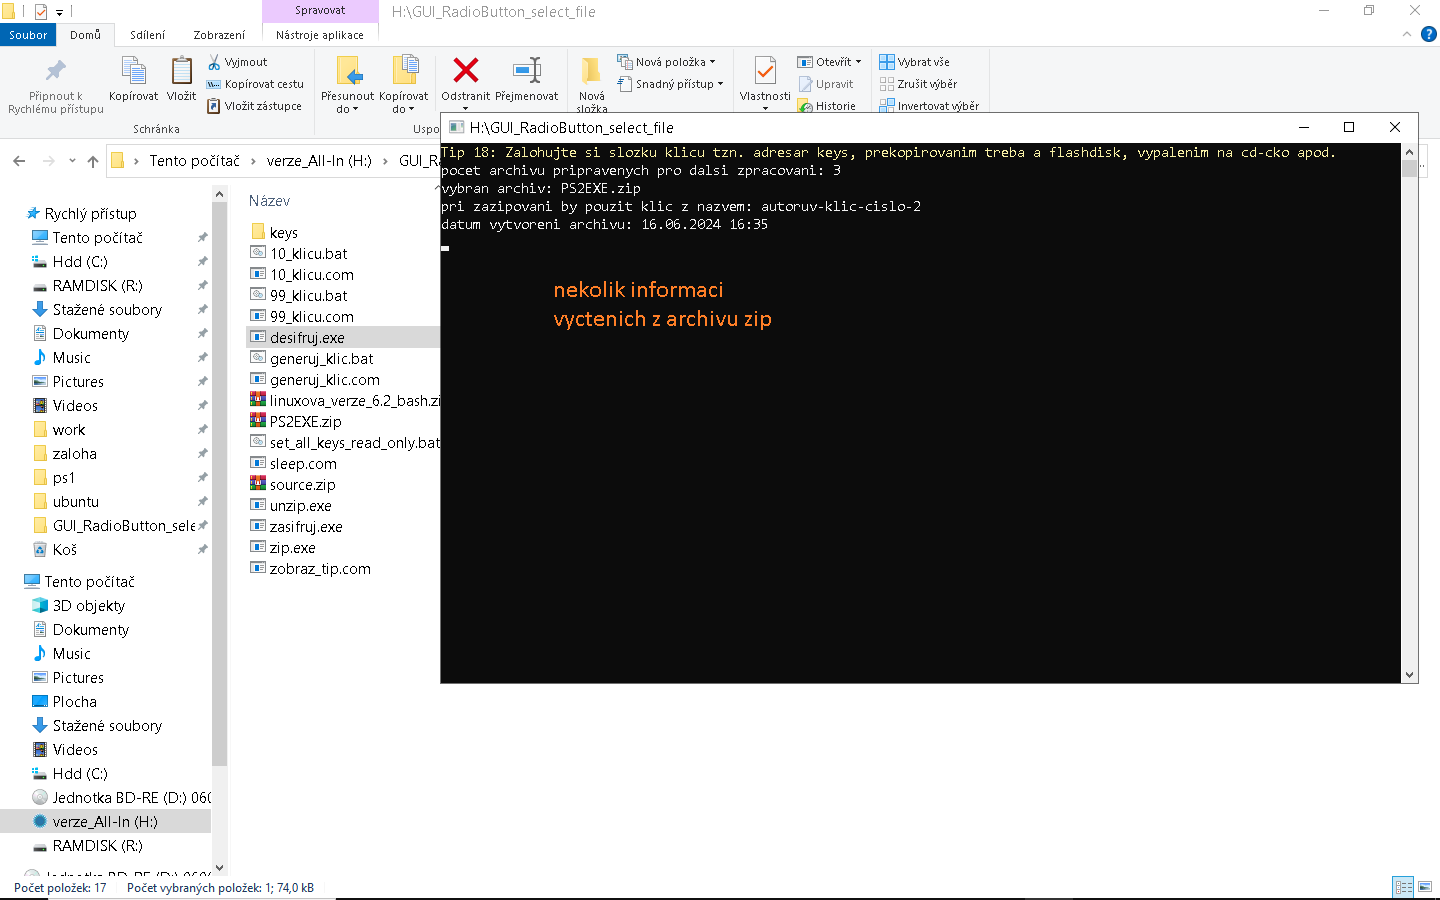 Spravovat
H:\GUI_RadioButton_select_file
Soubor
Domů
Sdílení
Zobrazení
Nástroje aplikace
Připnout k
Rychlému přístupu
Kopírovat
Vložit
Vyjmout
Kopírovat cestu
Vložit zástupce
Schránka
Přesunout
do
Kopírovat
do
Odstranit
Přejmenovat
Uspo
Nová
složka
Nová položka
Snadný přístup
Vlastnosti
Otevřít
Upravit
Historie
Vybrat vše
Zrušit výběr
Invertovat výběr
Tento počítač
verze_All-In (H:)
GUI_R
Rychlý přístup
Tento počítač
Hdd (C:)
RAMDISK (R:)
Stažené soubory
Dokumenty
Music
Pictures
Videos
work
zaloha
ps1
ubuntu
GUI_RadioButton_sele
Koš
Tento počítač
3D objekty
Dokumenty
Music
Pictures
Plocha
Stažené soubory
Videos
Hdd (C:)
Jednotka BD-RE (D:) 060
verze_All-In (H:)
RAMDISK (R:)
Název
keys
10_klicu.bat
10_klicu.com
99_klicu.bat
99_klicu.com
desifruj.exe
generuj_klic.bat
generuj_klic.com
linuxova_verze_6.2_bash.zi
PS2EXE.zip
set_all_keys_read_only.bat
sleep.com
source.zip
unzip.exe
zasifruj.exe
zip.exe
zobraz_tip.com
H:\GUI_RadioButton_select_file
Tip 18: Zalohujte si slozku klicu tzn. adresar keys, prekopirovanim treba a flashdisk, vypalenim na cd-cko apod.
pocet archivu pripravenych pro dalsi zpracovani: 3
vybran archiv: PS2EXE.zip
pri zazipovani by pouzit klic z nazvem: autoruv-klic-cislo-2
datum vytvoreni archivu: 16.06.2024 16:35
nekolik informaci
vyctenich z archivu zip
Počet položek: 17
Počet vybraných položek: 1; 74,0 kB